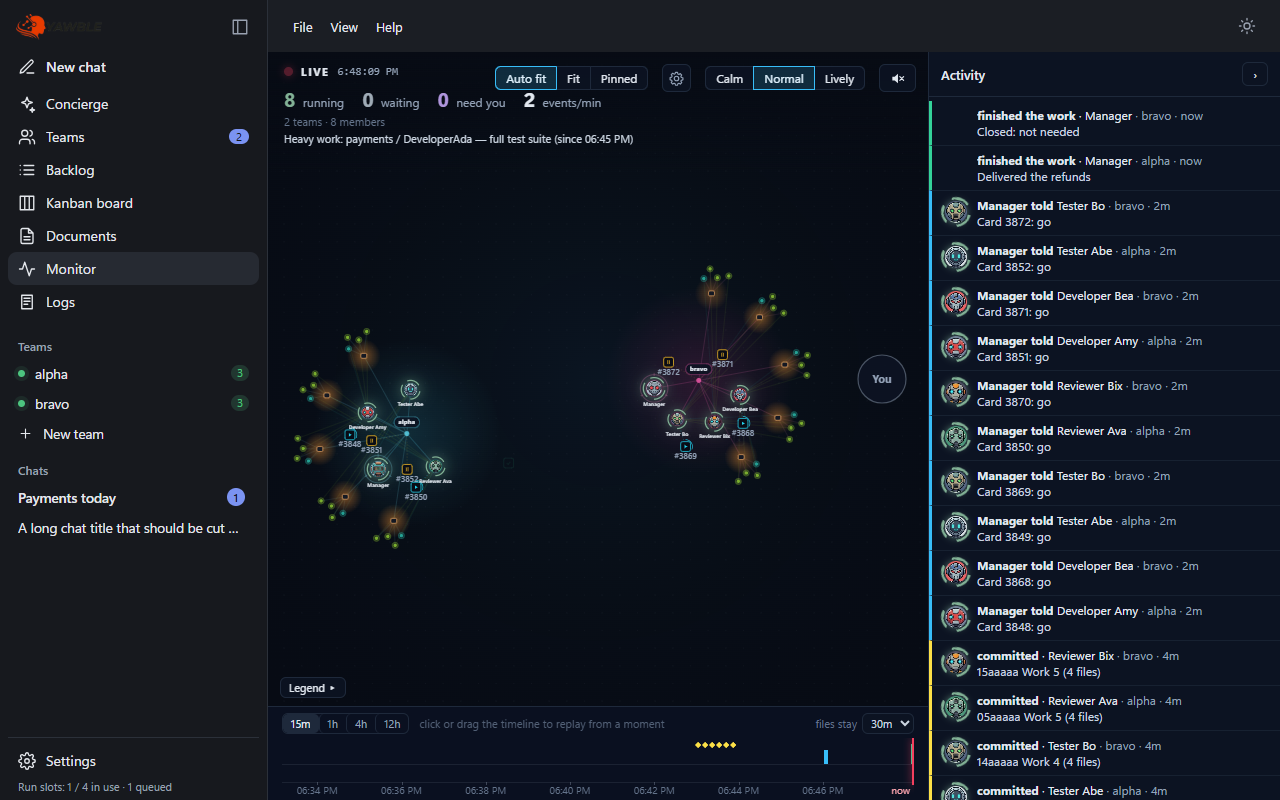 YAWBLE
New chat
Concierge
Teams
2
Backlog
Kanban board
Documents
Monitor
Logs
Teams
alpha
3
bravo
3
New team
Chats
Payments today
1
A long chat title that should be cut ...
Settings
Run slots: 1 / 4 in use · 1 queued
File View Help
LIVE 6:48:09 PM
Auto fit Fit Pinned
Calm Normal Lively
8 running 0 waiting 0 need you 2 events/min
2 teams · 8 members
Heavy work: payments / DeveloperAda — full test suite (since 06:45 PM)
Tester Abe
Developer Amy
alpha
#3848
#3851
Manager
#3852
Reviewer Ava
#3850
#3872
bravo
#3871
Manager
Developer Bea
Tester Bo
Reviewer Bix
#3868
#3869
You
Legend ▸
15m 1h 4h 12h
click or drag the timeline to replay from a moment
files stay 30m
06:34 PM 06:36 PM 06:38 PM 06:40 PM 06:42 PM 06:44 PM 06:46 PM now
Activity
›
finished the work · Manager · bravo · now
Closed: not needed
finished the work · Manager · alpha · now
Delivered the refunds
Manager told Tester Bo · bravo · 2m
Card 3872: go
Manager told Tester Abe · alpha · 2m
Card 3852: go
Manager told Developer Bea · bravo · 2m
Card 3871: go
Manager told Developer Amy · alpha · 2m
Card 3851: go
Manager told Reviewer Bix · bravo · 2m
Card 3870: go
Manager told Reviewer Ava · alpha · 2m
Card 3850: go
Manager told Tester Bo · bravo · 2m
Card 3869: go
Manager told Tester Abe · alpha · 2m
Card 3849: go
Manager told Developer Bea · bravo · 2m
Card 3868: go
Manager told Developer Amy · alpha · 2m
Card 3848: go
committed · Reviewer Bix · bravo · 4m
15aaaaa Work 5 (4 files)
committed · Reviewer Ava · alpha · 4m
05aaaaa Work 5 (4 files)
committed · Tester Bo · bravo · 4m
14aaaaa Work 4 (4 files)
committed · Tester Abe · alpha · 4m